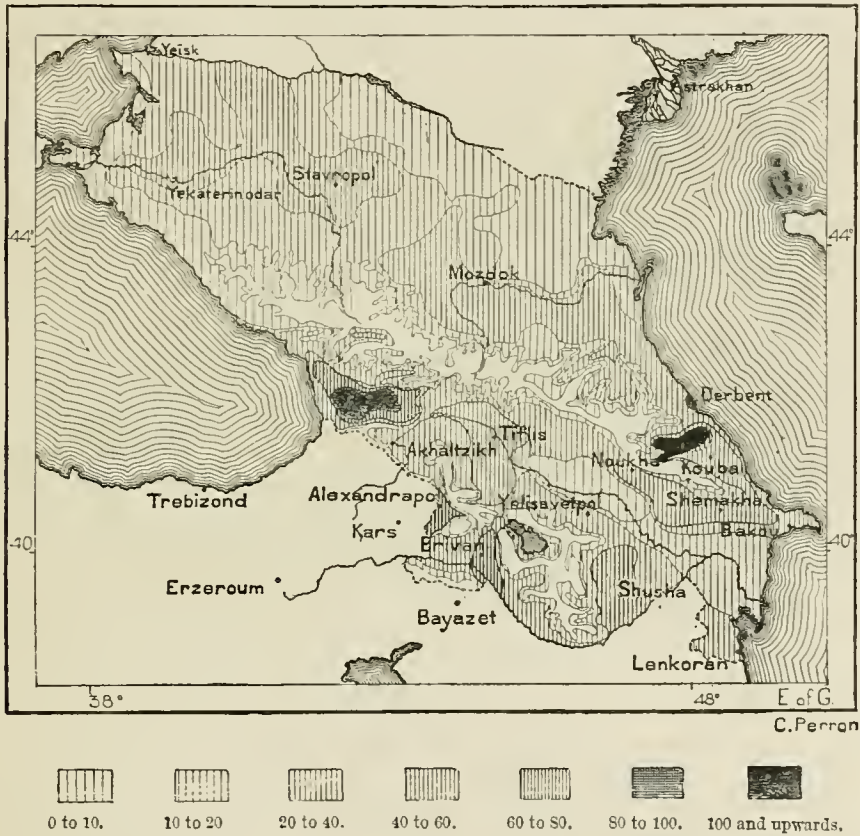 Yeisk
Astrakhan
Stavropol
Yekaterinodar
44° 44°
Mozdok
Derbent
Tiflis
Akhaltzikh
Noukha
Kouba
Trebizond
Alexandrapo
Yelisavetpo
Shemakha
Kars
Baku
40° 40°
Erivan
Erzeroum
Shusha
Bayazet
Lenkoran
38° 48° E of G.
C. Perron
0 to 10. 10 to 20 20 to 40. 40 to 60. 60 to 80. 80 to 100. 100 and upwards.